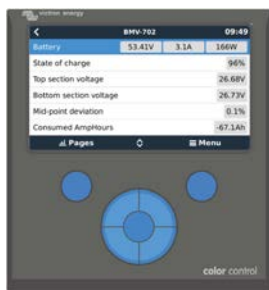 victron energy
BMV-702 09:49
Battery 53.41V 3.1A 166W
State of charge 96%
Top section voltage 26.68V
Bottom section voltage 26.73V
Mid-point deviation 0.1%
Consumed AmpHours -67.1Ah
Pages Menu
color control